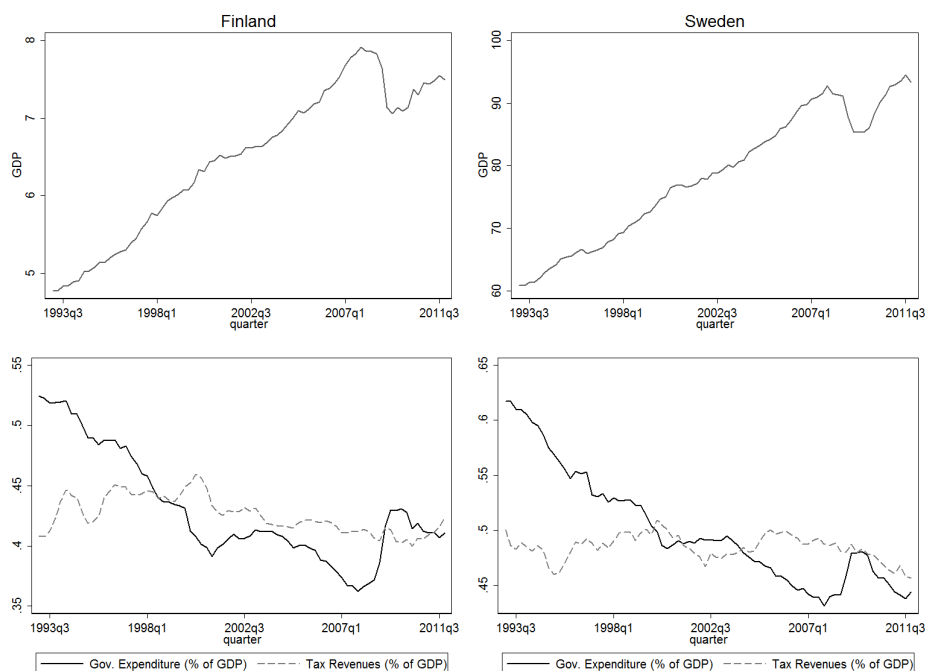 Finland
8
7
6
5
GDP
1993q3 1998q1 2002q3 2007q1 2011q3
quarter
Sweden
100
90
80
70
60
GDP
1993q3 1998q1 2002q3 2007q1 2011q3
quarter
.55
.5
.45
.4
.35
1993q3 1998q1 2002q3 2007q1 2011q3
quarter
Gov. Expenditure (% of GDP) Tax Revenues (% of GDP)
.65
.6
.55
.5
.45
1993q3 1998q1 2002q3 2007q1 2011q3
quarter
Gov. Expenditure (% of GDP) Tax Revenues (% of GDP)